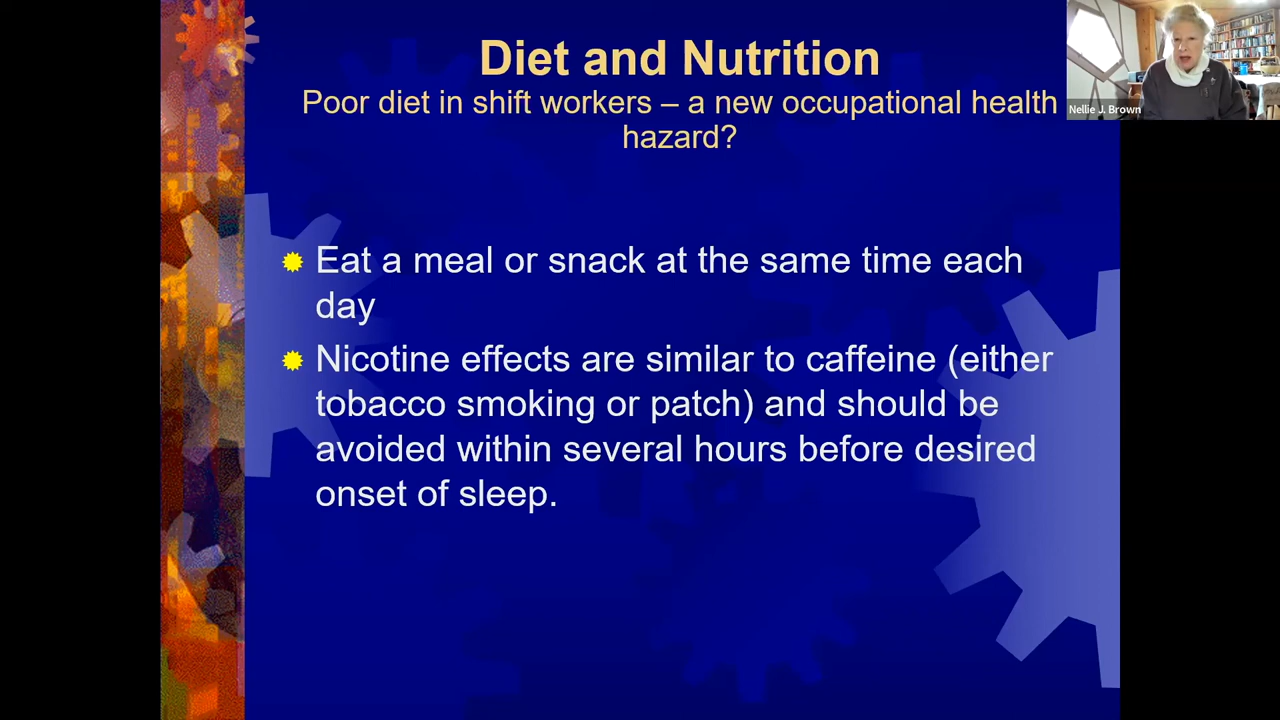 Diet and Nutrition
Poor diet in shift workers – a new occupational health
hazard?
Nellie J. Brown
Eat a meal or snack at the same time each
day
Nicotine effects are similar to caffeine (either
tobacco smoking or patch) and should be
avoided within several hours before desired
onset of sleep.